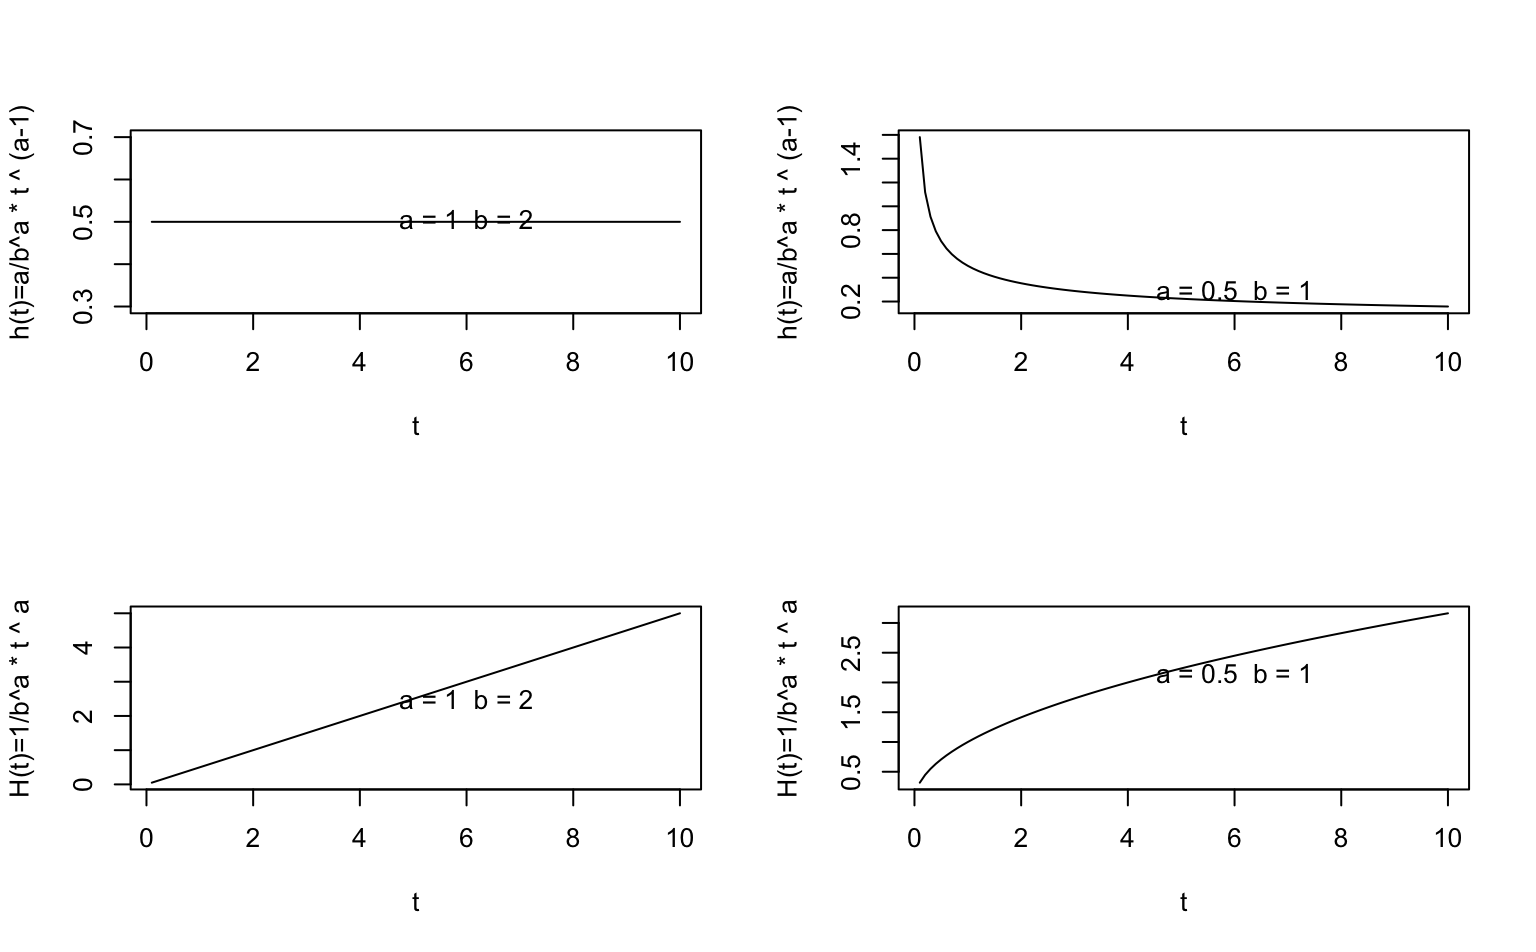 h(t)=a/b^a * t ^ (a-1)
0.7
0.5
0.3
a = 1  b = 2
0 2 4 6 8 10
t
h(t)=a/b^a * t ^ (a-1)
1.4
0.8
0.2
a = 0.5  b = 1
0 2 4 6 8 10
t
H(t)=1/b^a * t ^ a
4
2
0
a = 1  b = 2
0 2 4 6 8 10
t
H(t)=1/b^a * t ^ a
2.5
1.5
0.5
a = 0.5  b = 1
0 2 4 6 8 10
t